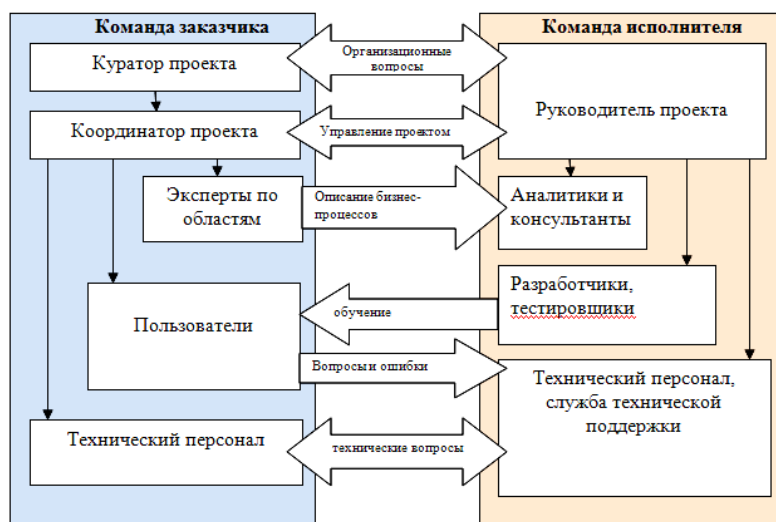 Команда заказчика
Команда исполнителя
Куратор проекта
Организационные
вопросы
Руководитель проекта
Координатор проекта
Управление проектом
Эксперты по
областям
Описание бизнес-
процессов
Аналитики и
консультанты
Разработчики,
тестировщики
обучение
Пользователи
Вопросы и ошибки
Технический персонал,
служба технической
поддержки
Технический персонал
технические вопросы